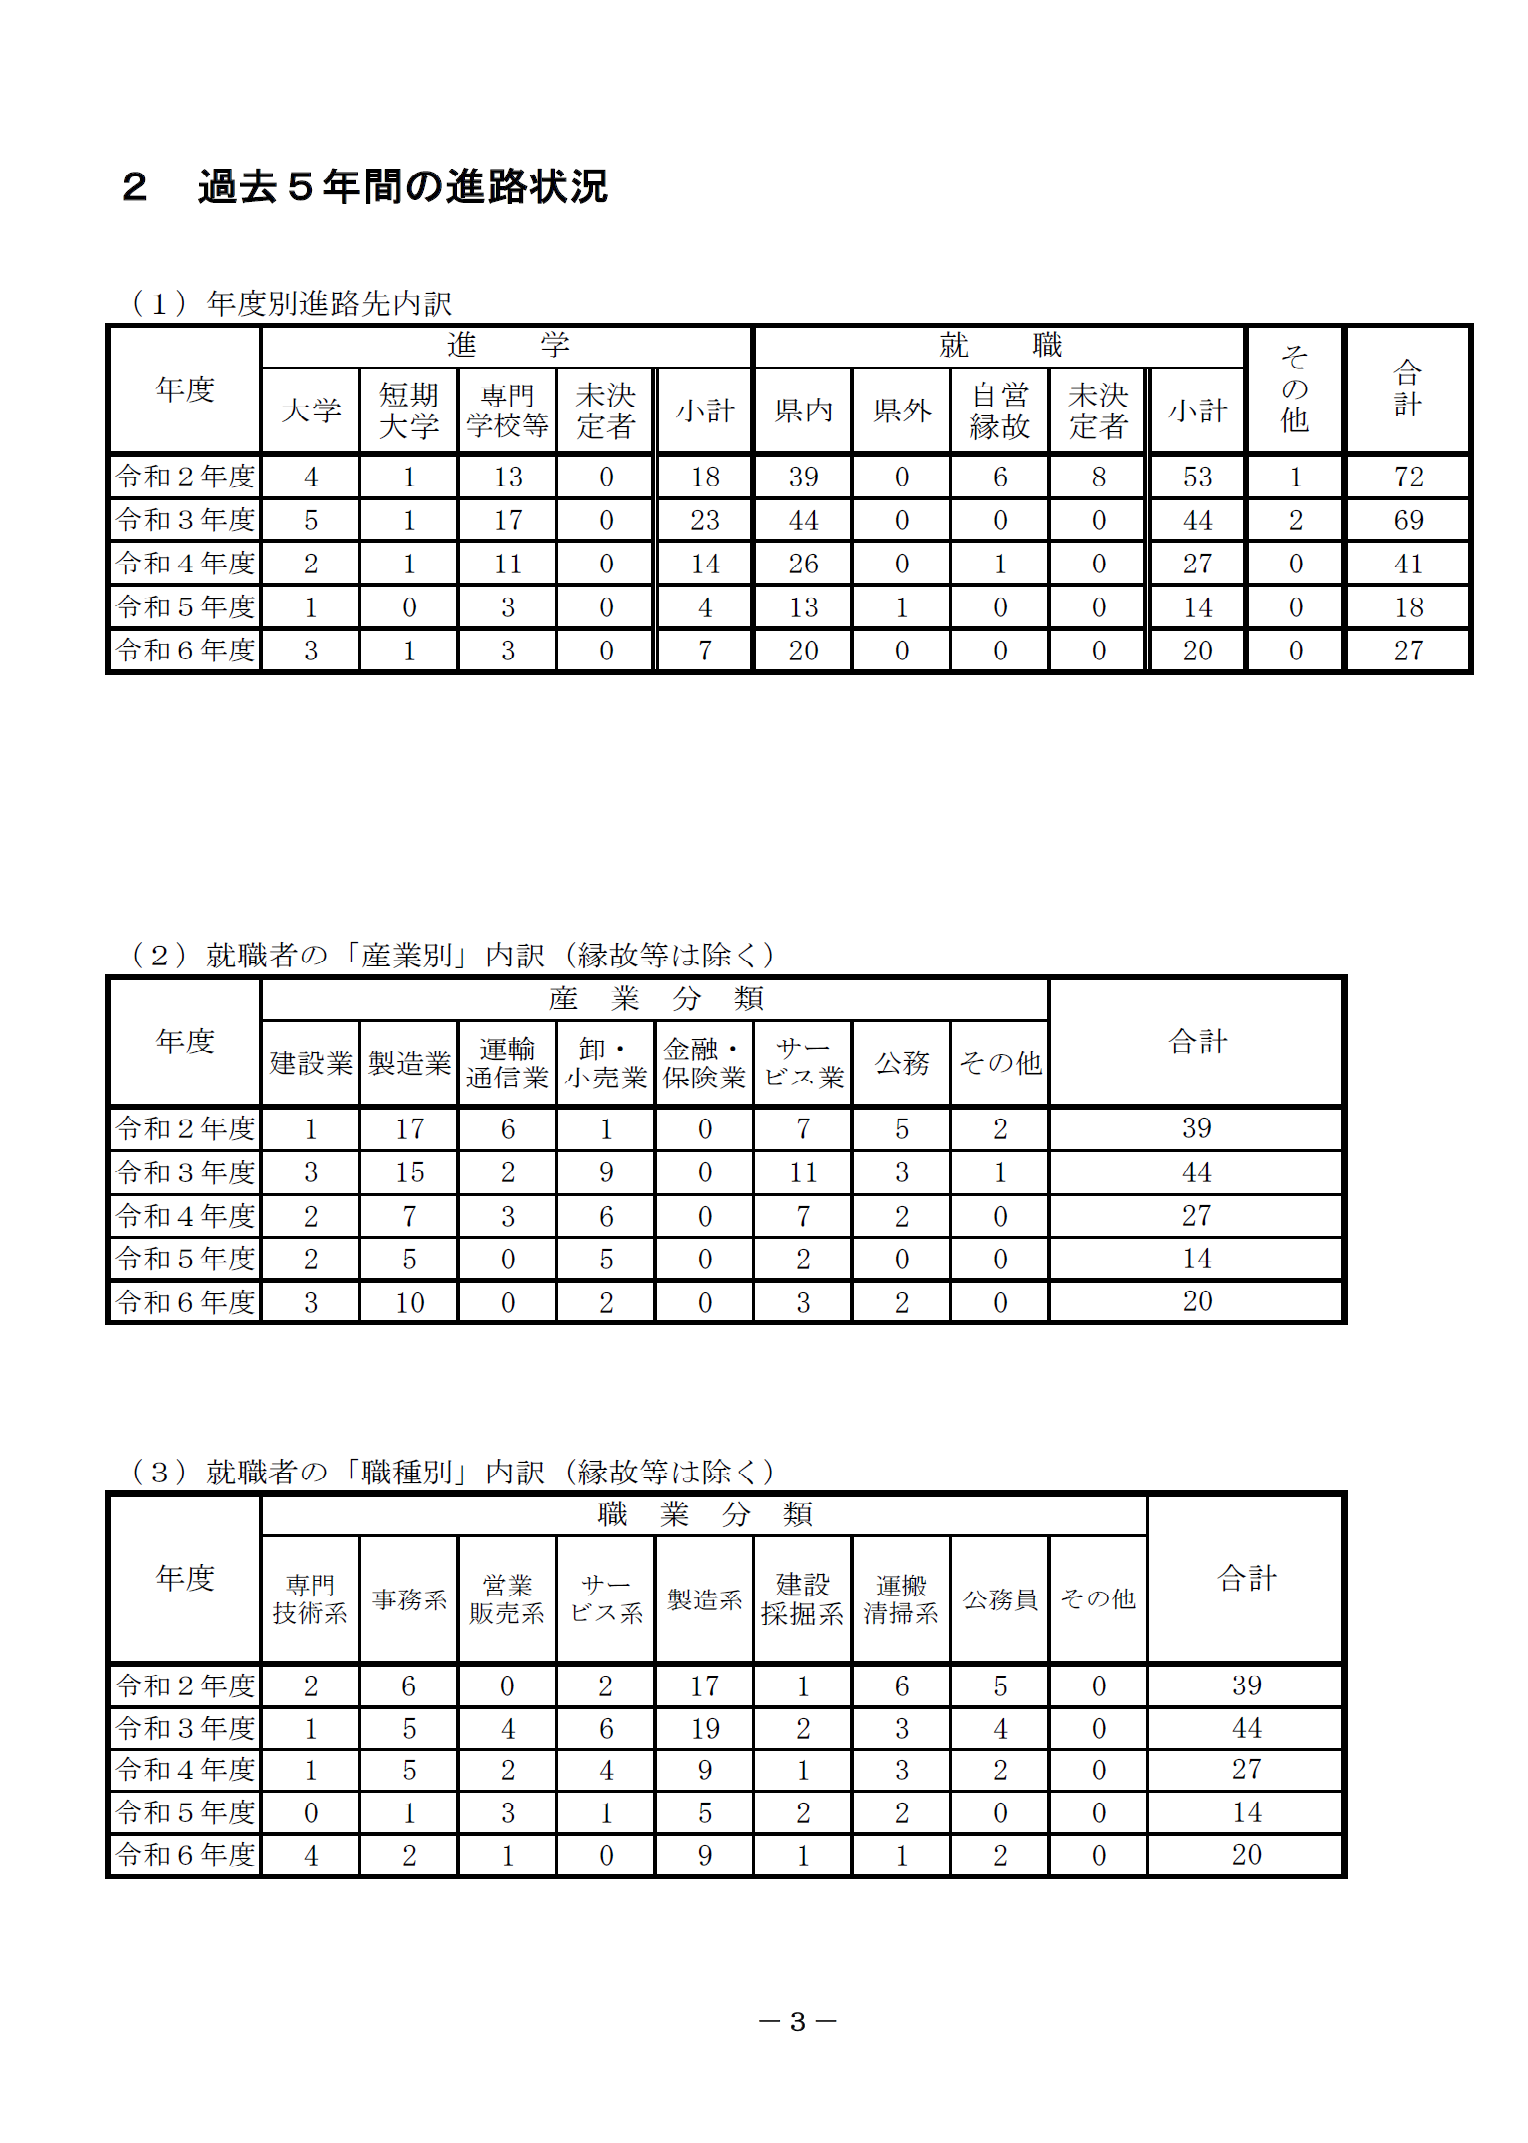 ２　過去５年間の進路状況
（１）年度別進路先内訳
年度 進　学 就　職 その他 合計
大学 短期大学 専門学校等 未決定者 小計 県内 県外 自営縁故 未決定者 小計
令和２年度 4 1 13 0 18 39 0 6 8 53 1 72
令和３年度 5 1 17 0 23 44 0 0 0 44 2 69
令和４年度 2 1 11 0 14 26 0 1 0 27 0 41
令和５年度 1 0 3 0 4 13 1 0 0 14 0 18
令和６年度 3 1 3 0 7 20 0 0 0 20 0 27
（２）就職者の「産業別」内訳（縁故等は除く）
年度 産　業　分　類 合計
建設業 製造業 運輸通信業 卸・小売業 金融・保険業 サービス業 公務 その他
令和２年度 1 17 6 1 0 7 5 2 39
令和３年度 3 15 2 9 0 11 3 1 44
令和４年度 2 7 3 6 0 7 2 0 27
令和５年度 2 5 0 5 0 2 0 0 14
令和６年度 3 10 0 2 0 3 2 0 20
（３）就職者の「職種別」内訳（縁故等は除く）
年度 職　業　分　類 合計
専門技術系 事務系 営業販売系 サービス系 製造系 建設採掘系 運搬清掃系 公務員 その他
令和２年度 2 6 0 2 17 1 6 5 0 39
令和３年度 1 5 4 6 19 2 3 4 0 44
令和４年度 1 5 2 4 9 1 3 2 0 27
令和５年度 0 1 3 1 5 2 2 0 0 14
令和６年度 4 2 1 0 9 1 1 2 0 20
－３－